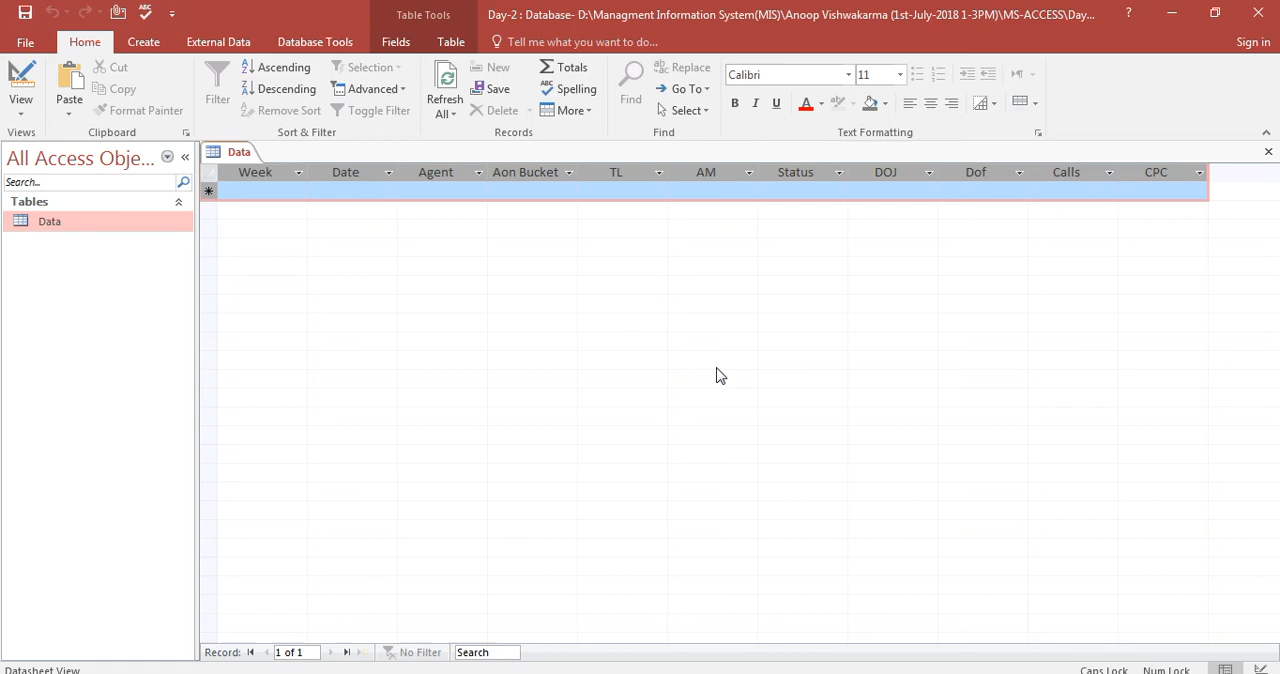 ABC
Table Tools
Day-2 : Database- D:\Managment Information System(MIS)\Anoop Vishwakarma (1st-July-2018 1-3PM)\MS-ACCESS\Day...
?
File
Home
Create
External Data
Database Tools
Fields
Table
Tell me what you want to do...
Sign in
View
Views
Paste
Cut
Copy
Format Painter
Clipboard
Filter
Ascending
Descending
Remove Sort
Selection
Advanced
Toggle Filter
Sort & Filter
Refresh
All
New
Save
Delete
Totals
Spelling
More
Records
Find
Replace
Go To
Select
Find
Calibri
11
B I U A
Text Formatting
All Access Obje...
Search...
Tables
Data
Data
Week Date Agent Aon Bucket TL AM Status DOJ Dof Calls CPC
Record: 1 of 1 No Filter Search
Datasheet View
Caps Lock Num Lock